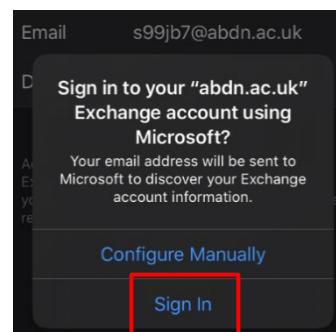 Email s99jb7@abdn.ac.uk
D
Sign in to your “abdn.ac.uk”
Exchange account using
Microsoft?
Your email address will be sent to
Microsoft to discover your Exchange
account information.
Configure Manually
Sign In